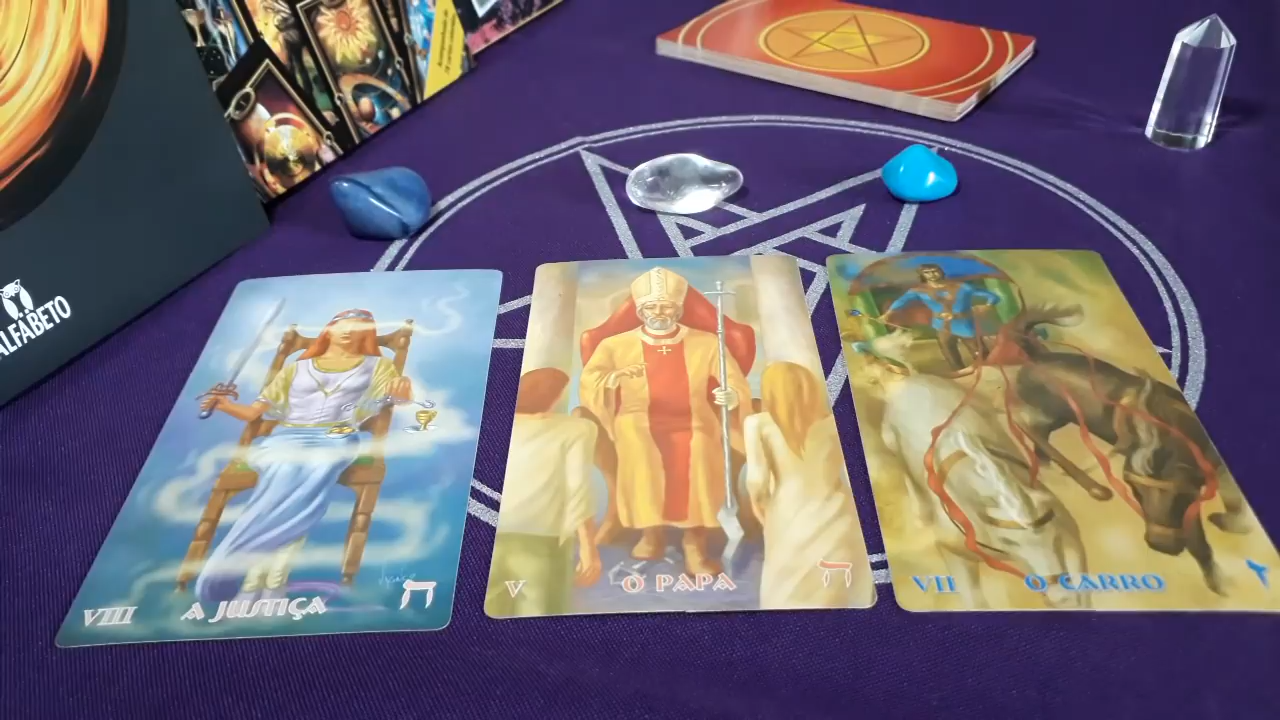 ALFABETO
VIII A JUSTIÇA ח
V O PAPA ה
VII O CARRO